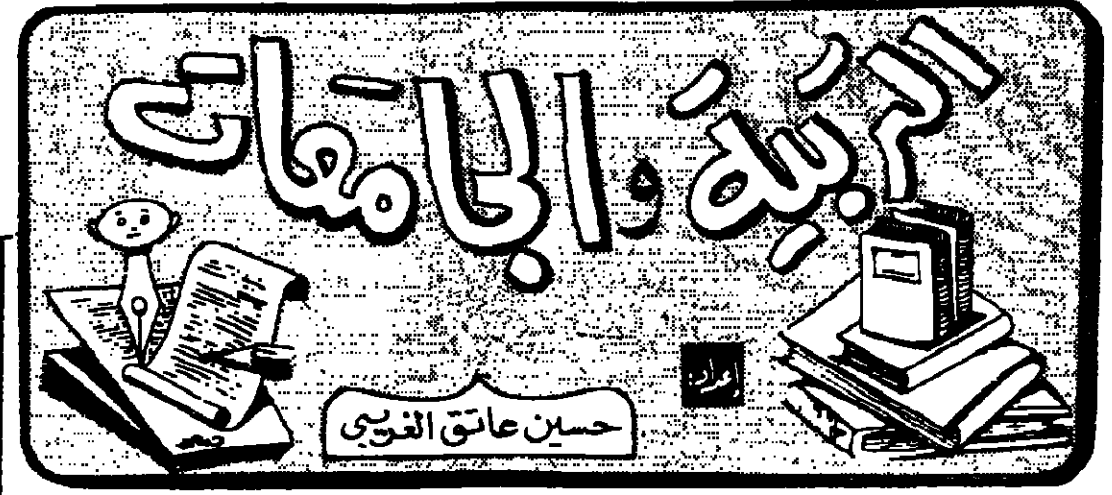 التربية والجامعات
إعداد
حسين عاتق الغريبي